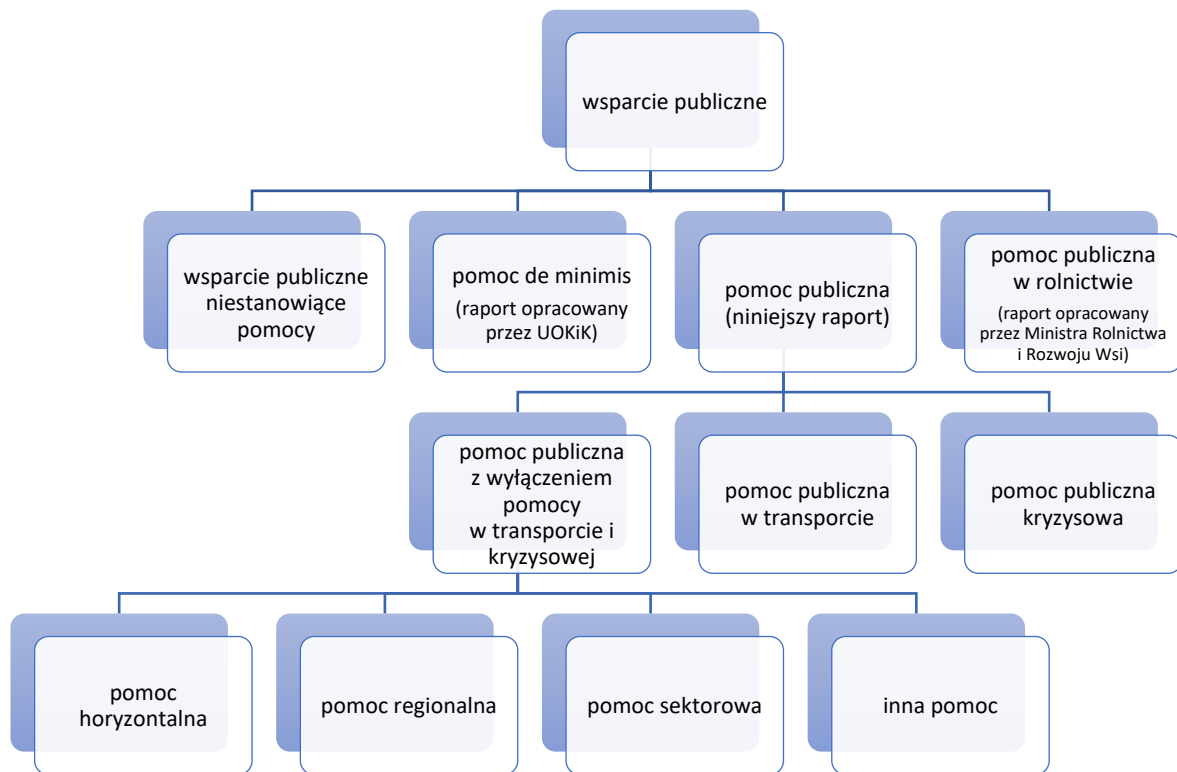 wsparcie publiczne
wsparcie publiczne
niestanowiące
pomocy
pomoc de minimis
(raport opracowany
przez UOKiK)
pomoc publiczna
(niniejszy raport)
pomoc publiczna
w rolnictwie
(raport opracowany
przez Ministra Rolnictwa
i Rozwoju Wsi)
pomoc publiczna
z wyłączeniem
pomocy
w transporcie i
kryzysowej
pomoc publiczna
w transporcie
pomoc publiczna
kryzysowa
pomoc
horyzontalna
pomoc regionalna
pomoc sektorowa
inna pomoc